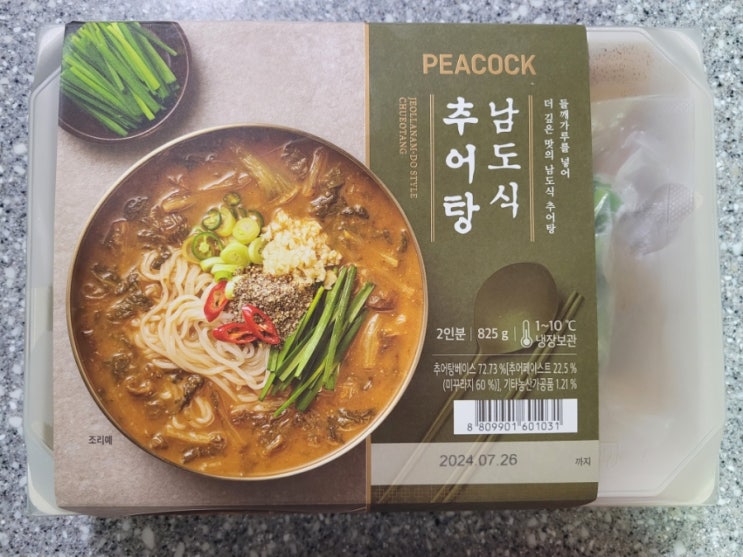 PEACOCK
들깨가루를 넣어
더 깊은 맛의 남도식 추어탕
남도식
추어탕
JEOLLANAM-DO STYLE
CHUEOTANG
2인분 | 825 g | 1~10 ℃
냉장보관
추어탕베이스 72.73 %[추어페이스트 22.5 %
(미꾸라지 60 %)], 기타농산가공품 1.21 %
8 809901 601031
2024.07.26 까지
조리예